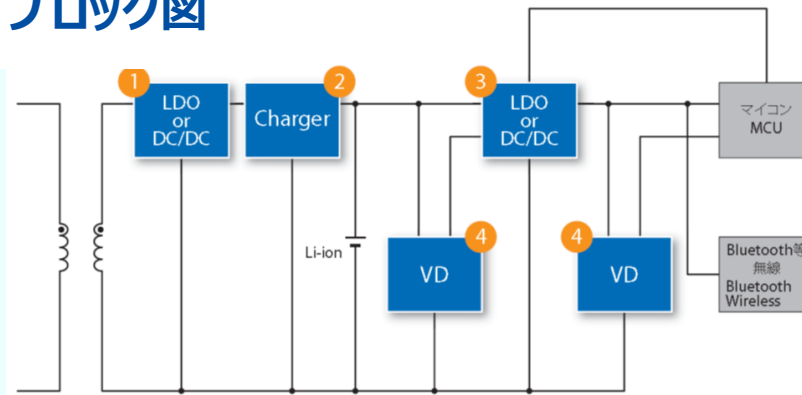 ブロック図
1
LDO
or
DC/DC
2
Charger
3
LDO
or
DC/DC
マイコン
MCU
Li-ion
4
VD
4
VD
Bluetooth等
無線
Bluetooth
Wireless